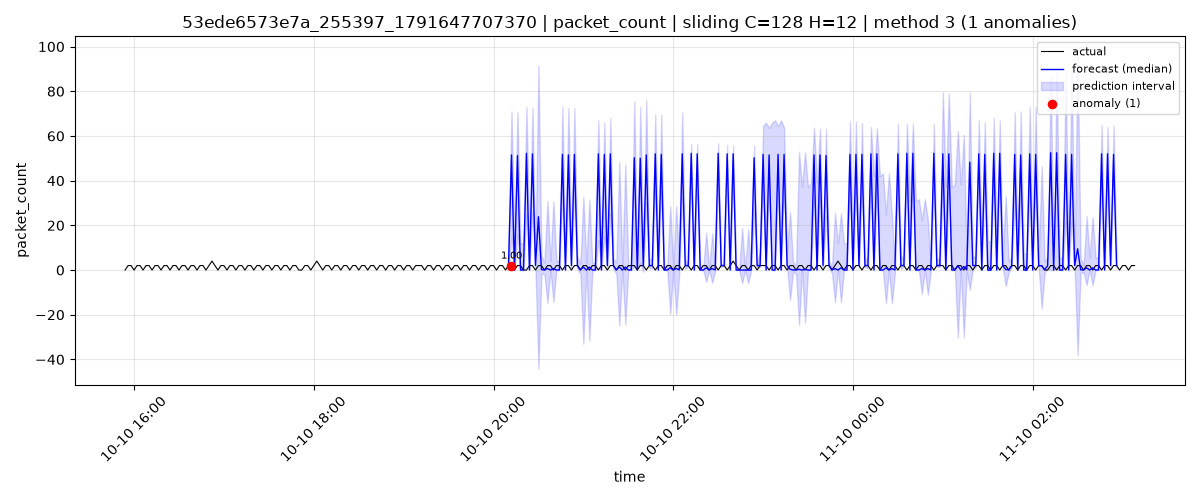 53ede6573e7a_255397_1791647707370 | packet_count | sliding C=128 H=12 | method 3 (1 anomalies)
packet_count
100
80
60
40
20
0
−20
−40
actual
forecast (median)
prediction interval
anomaly (1)
1.00
10-10 16:00
10-10 18:00
10-10 20:00
10-10 22:00
11-10 00:00
11-10 02:00
time